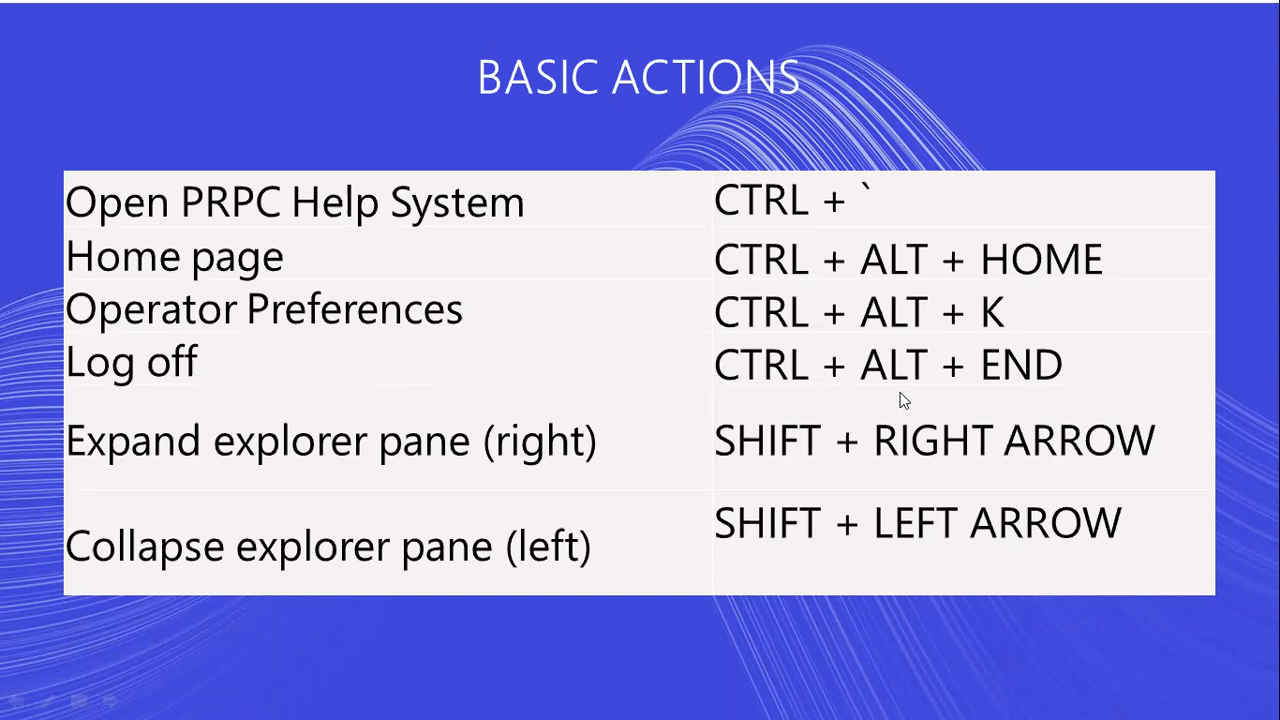 BASIC ACTIONS
Open PRPC Help System CTRL + `
Home page CTRL + ALT + HOME
Operator Preferences CTRL + ALT + K
Log off CTRL + ALT + END
Expand explorer pane (right) SHIFT + RIGHT ARROW
Collapse explorer pane (left) SHIFT + LEFT ARROW